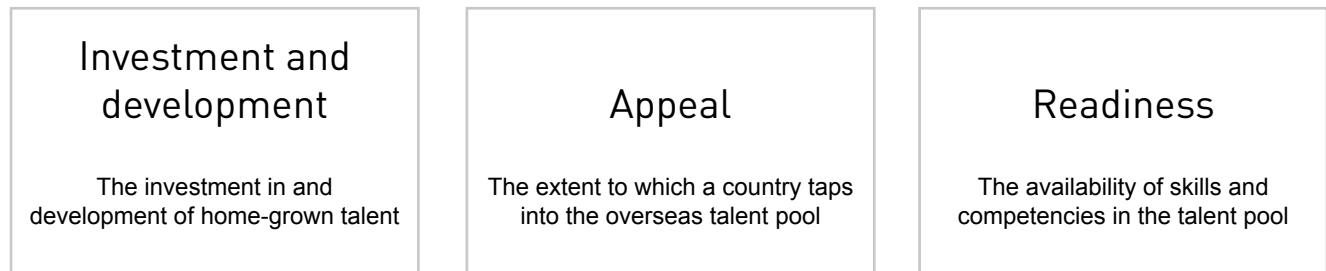 Investment and
development
The investment in and
development of home-grown talent
Appeal
The extent to which a country taps
into the overseas talent pool
Readiness
The availability of skills and
competencies in the talent pool